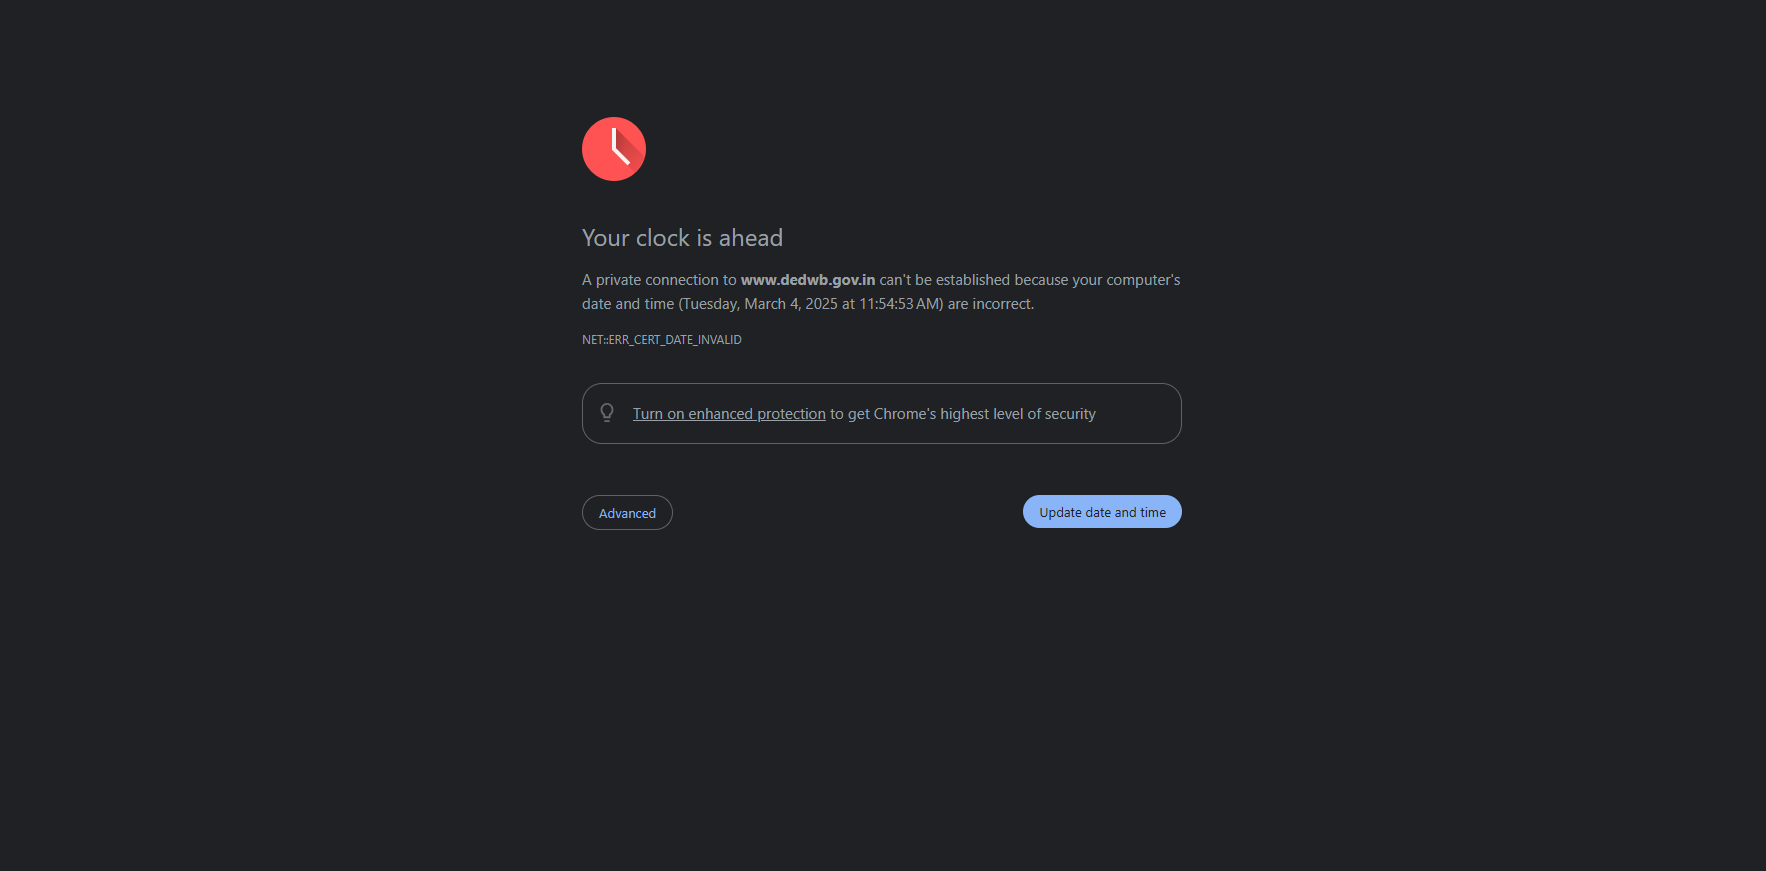 Your clock is ahead
A private connection to www.dedwb.gov.in can't be established because your computer's
date and time (Tuesday, March 4, 2025 at 11:54:53 AM) are incorrect.
NET::ERR_CERT_DATE_INVALID
Turn on enhanced protection to get Chrome's highest level of security
Advanced
Update date and time